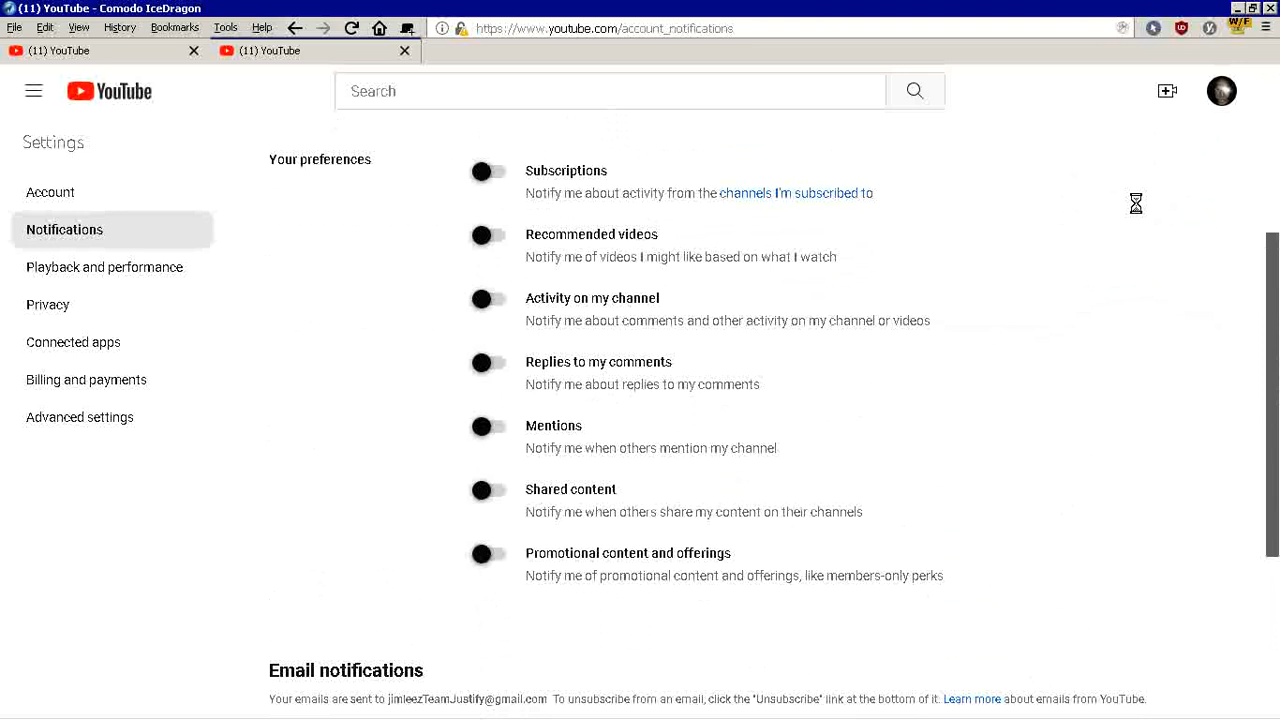 (11) YouTube - Comodo IceDragon
File Edit View History Bookmarks Tools Help https://www.youtube.com/account_notifications
(11) YouTube (11) YouTube
YouTube Search
Settings
Account
Notifications
Playback and performance
Privacy
Connected apps
Billing and payments
Advanced settings
Your preferences
Subscriptions
Notify me about activity from the channels I'm subscribed to
Recommended videos
Notify me of videos I might like based on what I watch
Activity on my channel
Notify me about comments and other activity on my channel or videos
Replies to my comments
Notify me about replies to my comments
Mentions
Notify me when others mention my channel
Shared content
Notify me when others share my content on their channels
Promotional content and offerings
Notify me of promotional content and offerings, like members-only perks
Email notifications
Your emails are sent to jimleezTeamJustify@gmail.com To unsubscribe from an email, click the "Unsubscribe" link at the bottom of it. Learn more about emails from YouTube.